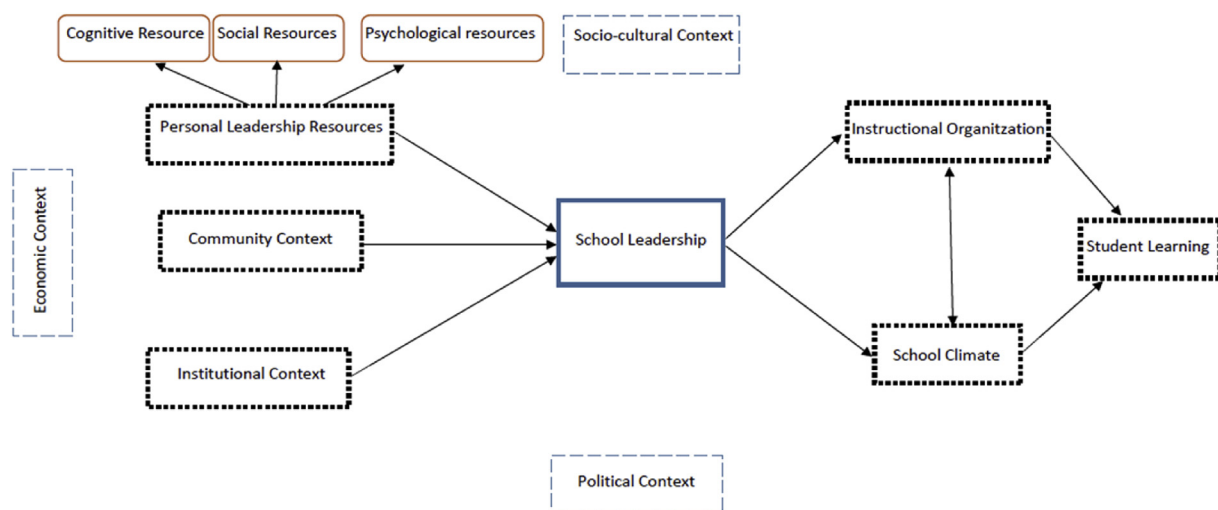 Cognitive Resource
Social Resources
Psychological resources
Socio-cultural Context
Personal Leadership Resources
Instructional Organitzation
Economic Context
Community Context
School Leadership
Student Learning
Institutional Context
School Climate
Political Context